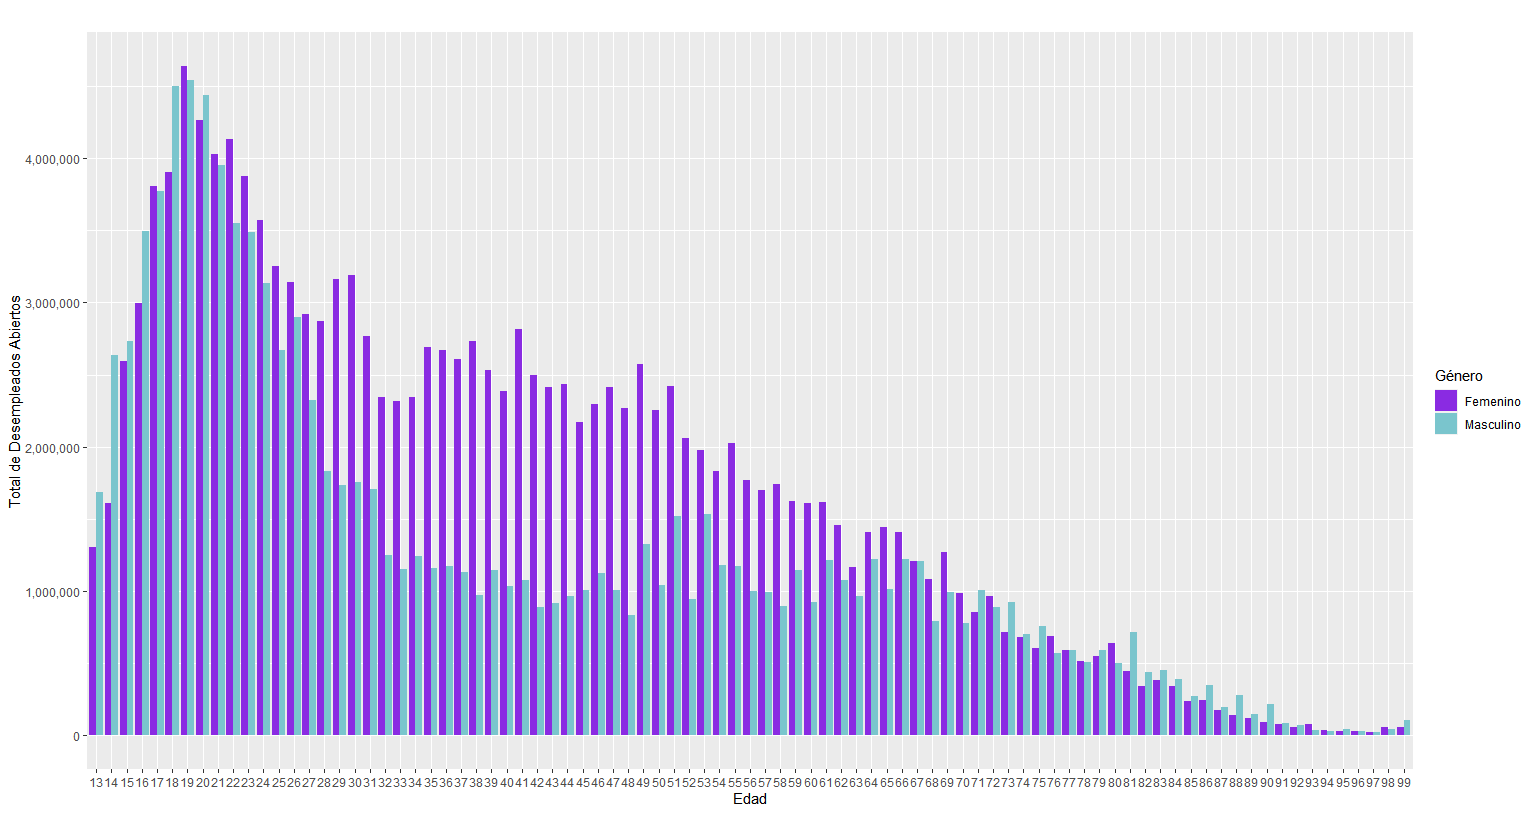 Total de Desempleados Abiertos
4,000,000
3,000,000
2,000,000
1,000,000
0
13 14 15 16 17 18 19 20 21 22 23 24 25 26 27 28 29 30 31 32 33 34 35 36 37 38 39 40 41 42 43 44 45 46 47 48 49 50 51 52 53 54 55 56 57 58 59 60 61 62 63 64 65 66 67 68 69 70 71 72 73 74 75 76 77 78 79 80 81 82 83 84 85 86 87 88 89 90 91 92 93 94 95 96 97 98 99
Edad
Género
Femenino
Masculino